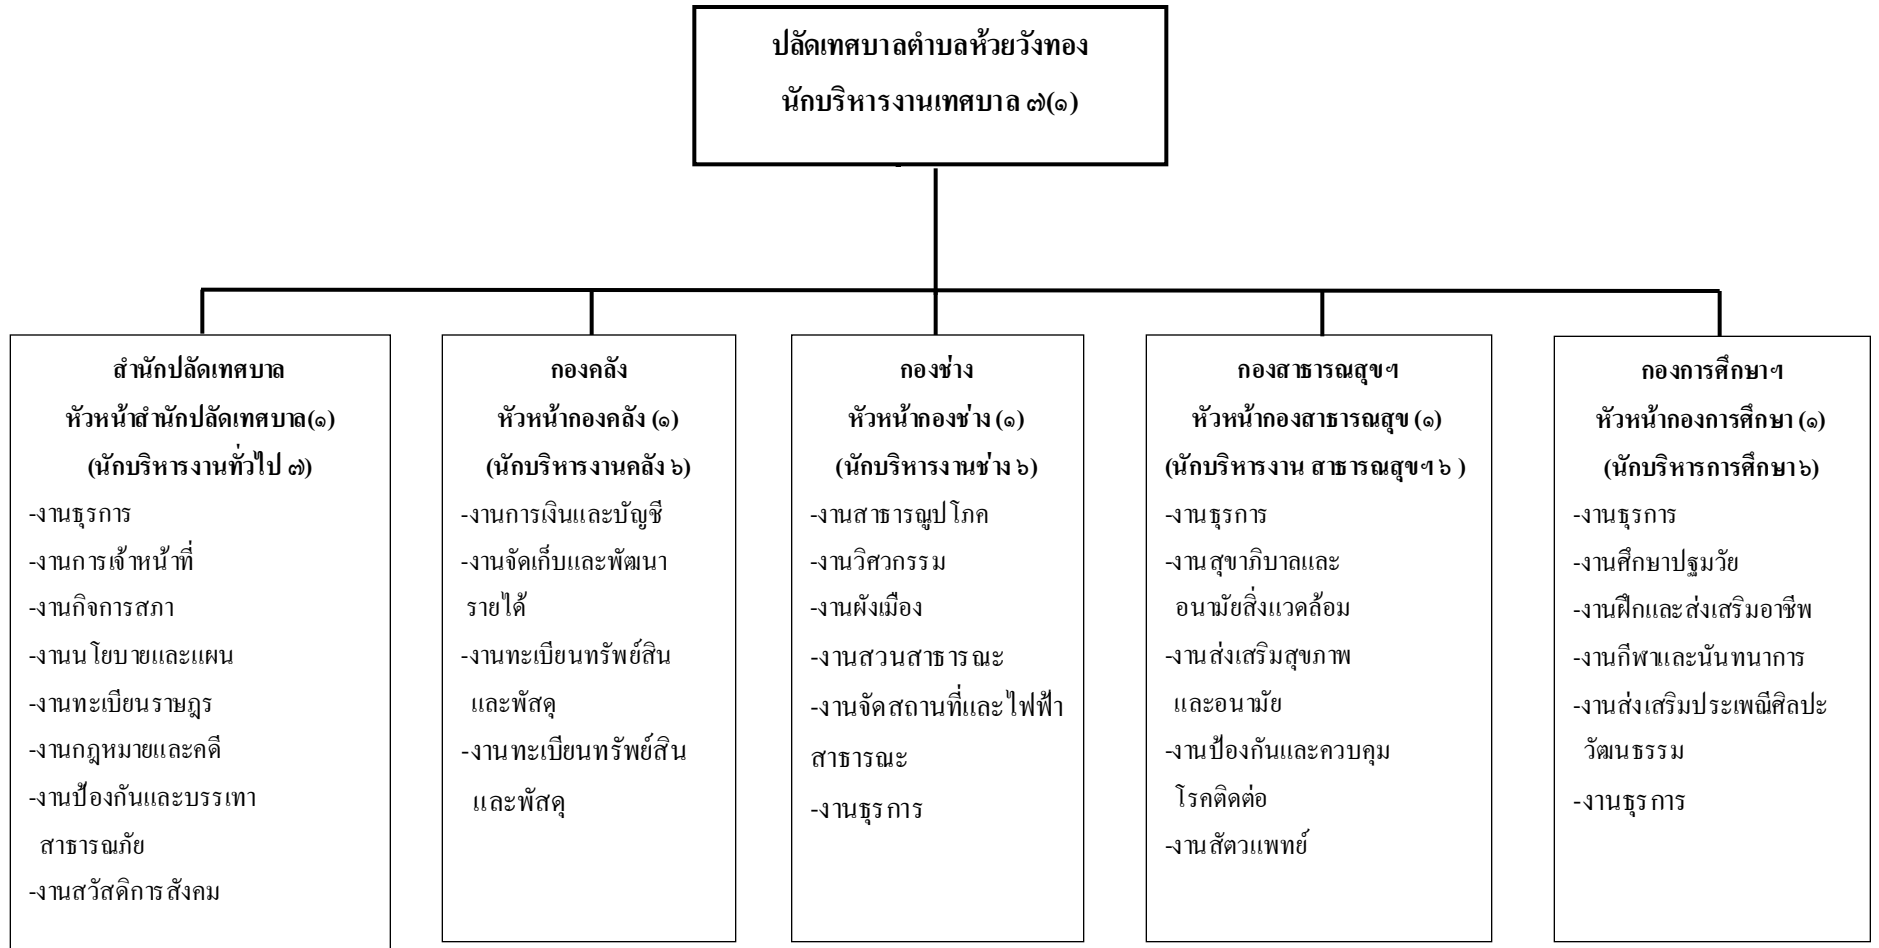 ปลัดเทศบาลตำบลห้วยวังทอง
นักบริหารงานเทศบาล ๗(๑)
สำนักปลัดเทศบาล
หัวหน้าสำนักปลัดเทศบาล(๑)
(นักบริหารงานทั่วไป ๗)
-งานธุรการ
-งานการเจ้าหน้าที่
-งานกิจการสภา
-งานนโยบายและแผน
-งานทะเบียนราษฎร
-งานกฎหมายและคดี
-งานป้องกันและบรรเทา
สาธารณภัย
-งานสวัสดิการสังคม
กองคลัง
หัวหน้ากองคลัง (๑)
(นักบริหารงานคลัง ๖)
-งานการเงินและบัญชี
-งานจัดเก็บและพัฒนา
รายได้
-งานทะเบียนทรัพย์สิน
และพัสดุ
-งานทะเบียนทรัพย์สิน
และพัสดุ
กองช่าง
หัวหน้ากองช่าง (๑)
(นักบริหารงานช่าง ๖)
-งานสาธารณูปโภค
-งานวิศวกรรม
-งานผังเมือง
-งานสวนสาธารณะ
-งานจัดสถานที่และไฟฟ้า
สาธารณะ
-งานธุรการ
กองสาธารณสุขฯ
หัวหน้ากองสาธารณสุข (๑)
(นักบริหารงาน สาธารณสุขฯ ๖ )
-งานธุรการ
-งานสุขาภิบาลและ
อนามัยสิ่งแวดล้อม
-งานส่งเสริมสุขภาพ
และอนามัย
-งานป้องกันและควบคุม
โรคติดต่อ
-งานสัตวแพทย์
กองการศึกษาฯ
หัวหน้ากองการศึกษา (๑)
(นักบริหารการศึกษา ๖)
-งานธุรการ
-งานศึกษาปฐมวัย
-งานฝึกและส่งเสริมอาชีพ
-งานกีฬาและนันทนาการ
-งานส่งเสริมประเพณีศิลปะ
วัฒนธรรม
-งานธุรการ